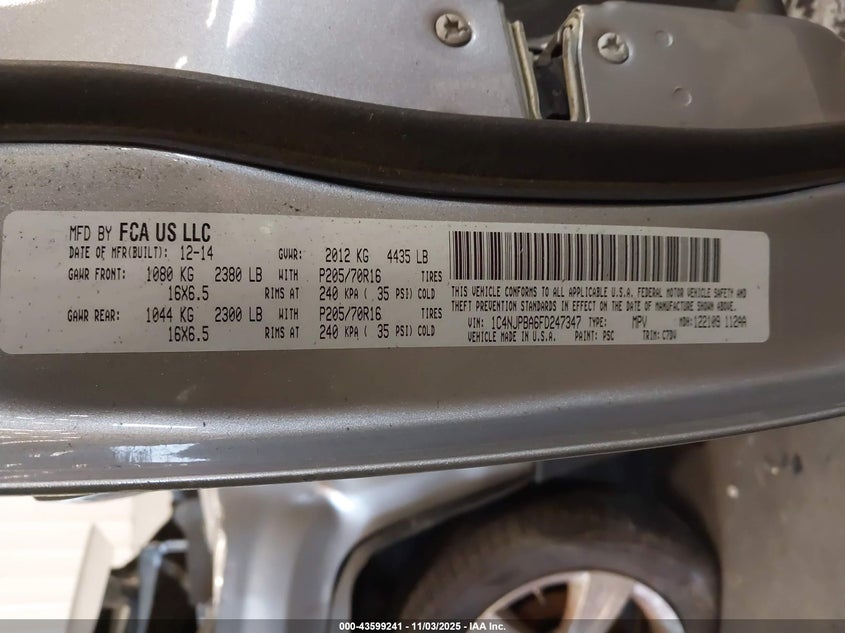 MFD BY FCA US LLC
DATE OF MFR(BUILT): 12-14 GVWR: 2012 KG 4435 LB
GAWR FRONT: 1080 KG 2380 LB WITH P205/70R16 TIRES
16X6.5 RIMS AT 240 KPA ( 35 PSI) COLD
GAWR REAR: 1044 KG 2300 LB WITH P205/70R16 TIRES
16X6.5 RIMS AT 240 KPA ( 35 PSI) COLD
THIS VEHICLE CONFORMS TO ALL APPLICABLE U.S.A. FEDERAL MOTOR VEHICLE SAFETY AND
THEFT PREVENTION STANDARDS IN EFFECT ON THE DATE OF MANUFACTURE SHOWN ABOVE
VIN: 1C4NJPBA6FD247347 TYPE: MPV MDH: 122109 112AA
VEHICLE MADE IN U.S.A. PAINT: PSC TRIM:
000-43599241 - 11/03/2025 - IAA Inc.